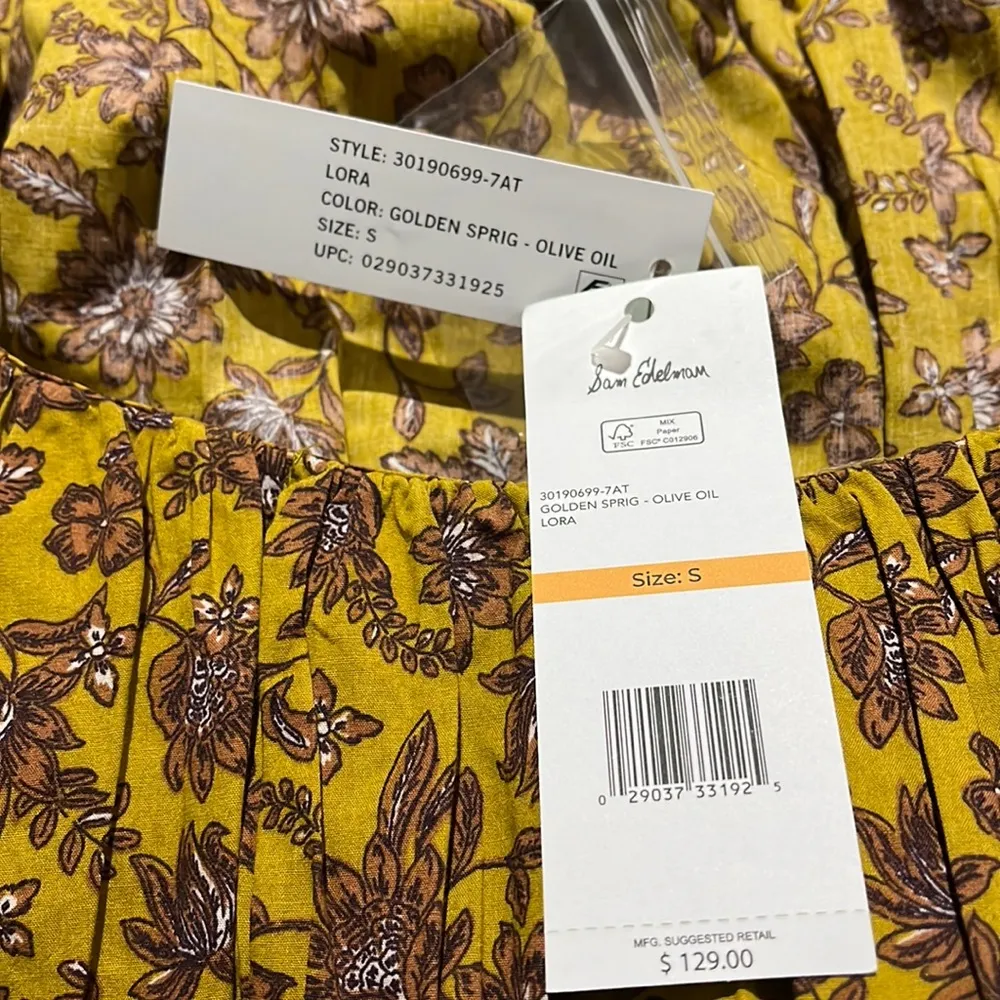 STYLE: 30190699-7AT
LORA
COLOR: GOLDEN SPRIG - OLIVE OIL
SIZE: S
UPC: 029037331925
Sam Edelman
MIX
Paper
FSC FSC® C012906
30190699-7AT
GOLDEN SPRIG - OLIVE OIL
LORA
Size: S
0 29037 33192 5
MFG. SUGGESTED RETAIL
$ 129.00